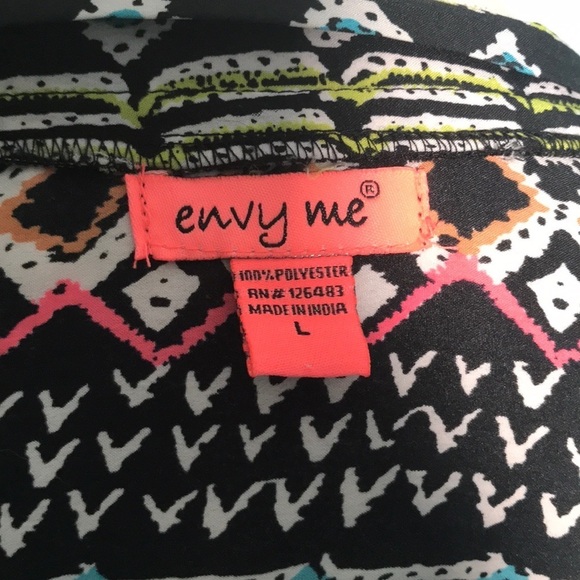 envy me®
100% POLYESTER
RN# 126483
MADE IN INDIA
L